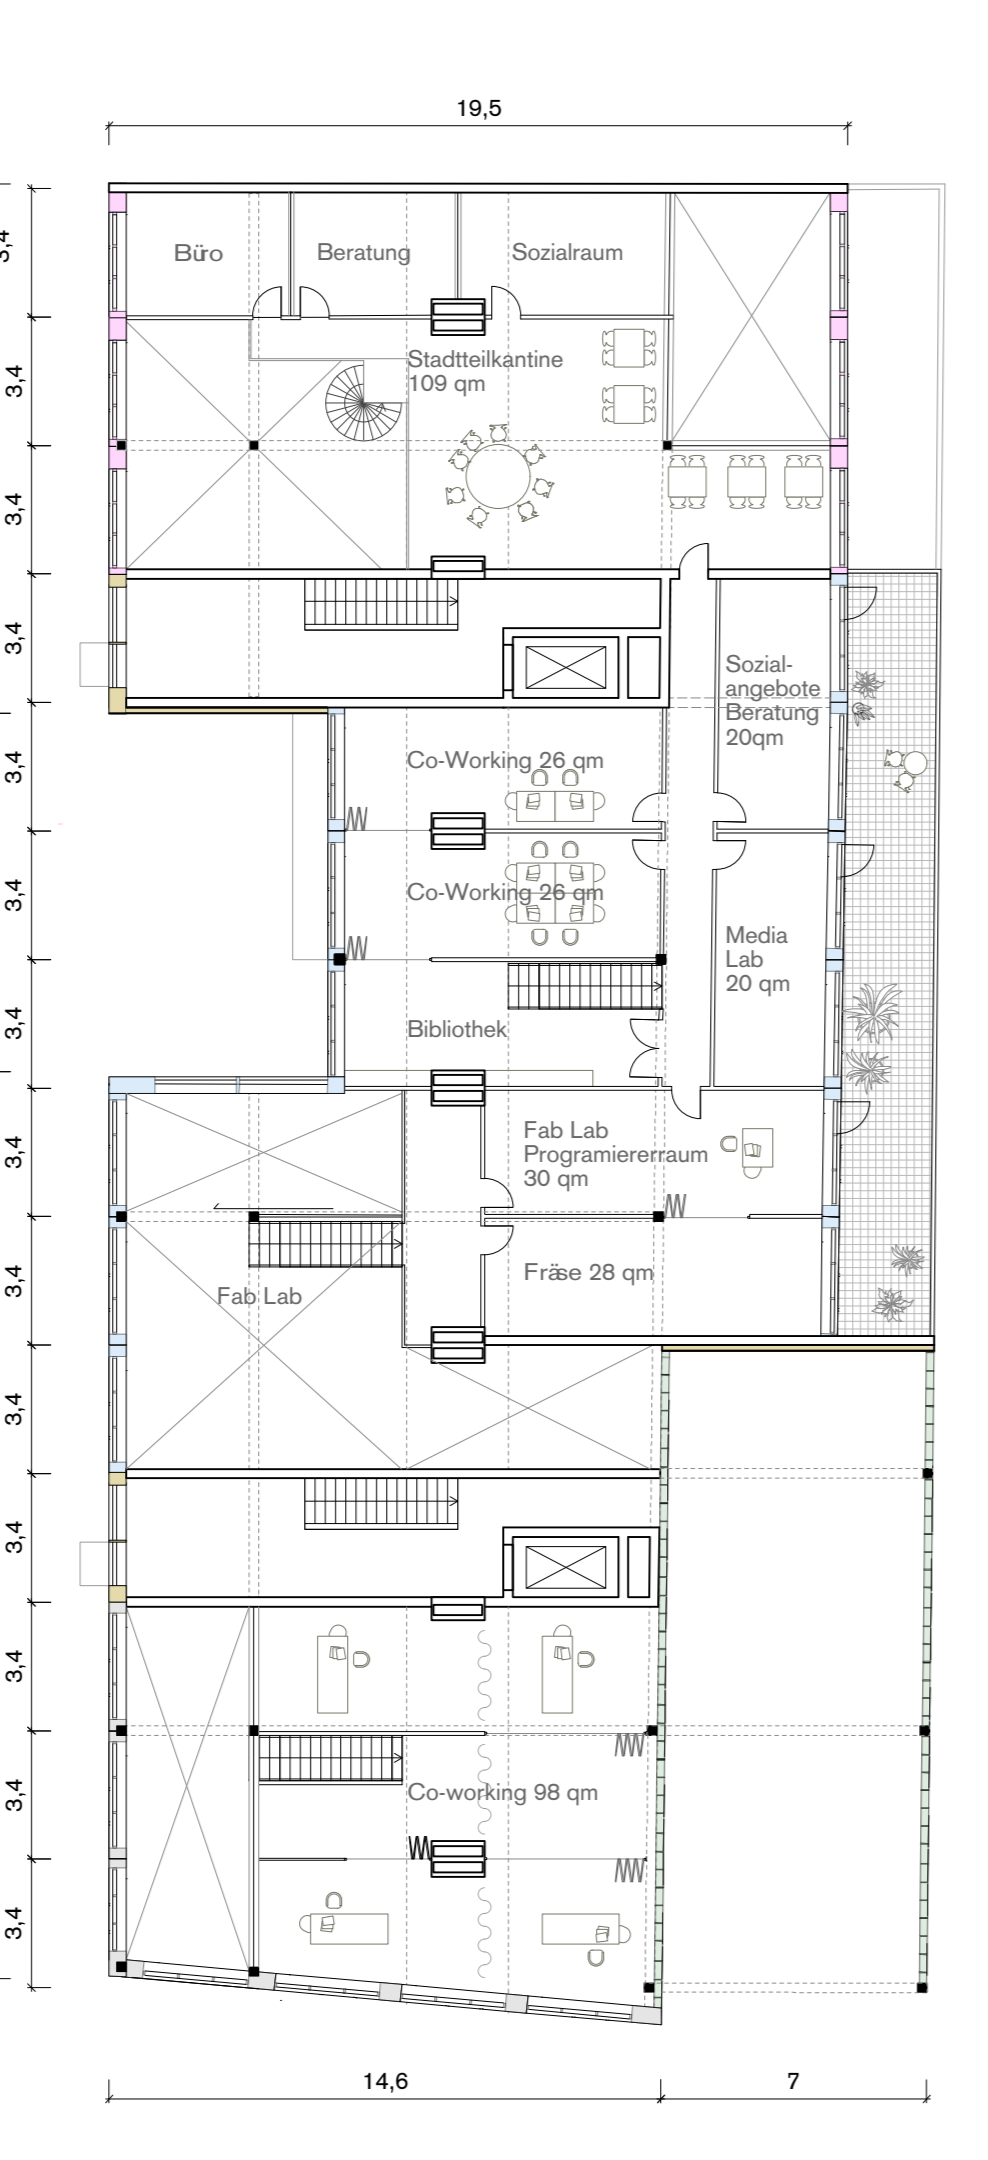 19,5
3,4
Büro
Beratung
Sozialraum
3,4
Stadtteilkantine
109 qm
3,4
3,4
Sozial-
angebote
Beratung
20qm
3,4
Co-Working 26 qm
3,4
Co-Working 26 qm
Media
Lab
20 qm
3,4
Bibliothek
3,4
Fab Lab
Programiererraum
30 qm
3,4
Fräse 28 qm
Fab Lab
3,4
3,4
3,4
3,4
Co-working 98 qm
3,4
14,6
7